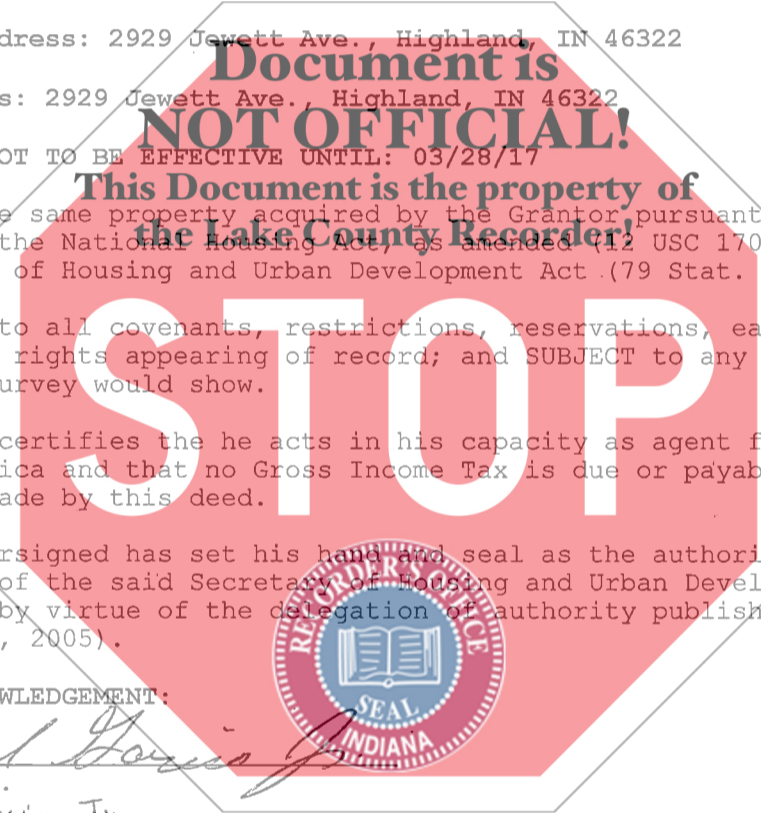 dress: 2929 Jewett Ave., Highland, IN 46322
Document is
s: 2929 Jewett Ave., Highland, IN 46322
NOT OFFICIAL!
OT TO BE EFFECTIVE UNTIL: 03/28/17
This Document is the property of
e same property acquired by the Grantor pursuant
the Lake County Recorder!
the National Housing Act, as amended (12 USC 170
of Housing and Urban Development Act (79 Stat.
to all covenants, restrictions, reservations, ea
rights appearing of record; and SUBJECT to any
urvey would show.
STOP
certifies the he acts in his capacity as agent f
ica and that no Gross Income Tax is due or payab
ade by this deed.
rsigned has set his hand and seal as the authori
of the said Secretary of Housing and Urban Devel
by virtue of the delegation of authority publish
, 2005).
RECORDER'S OFFICE
SEAL
INDIANA
WLEDGEMENT:
Jr.